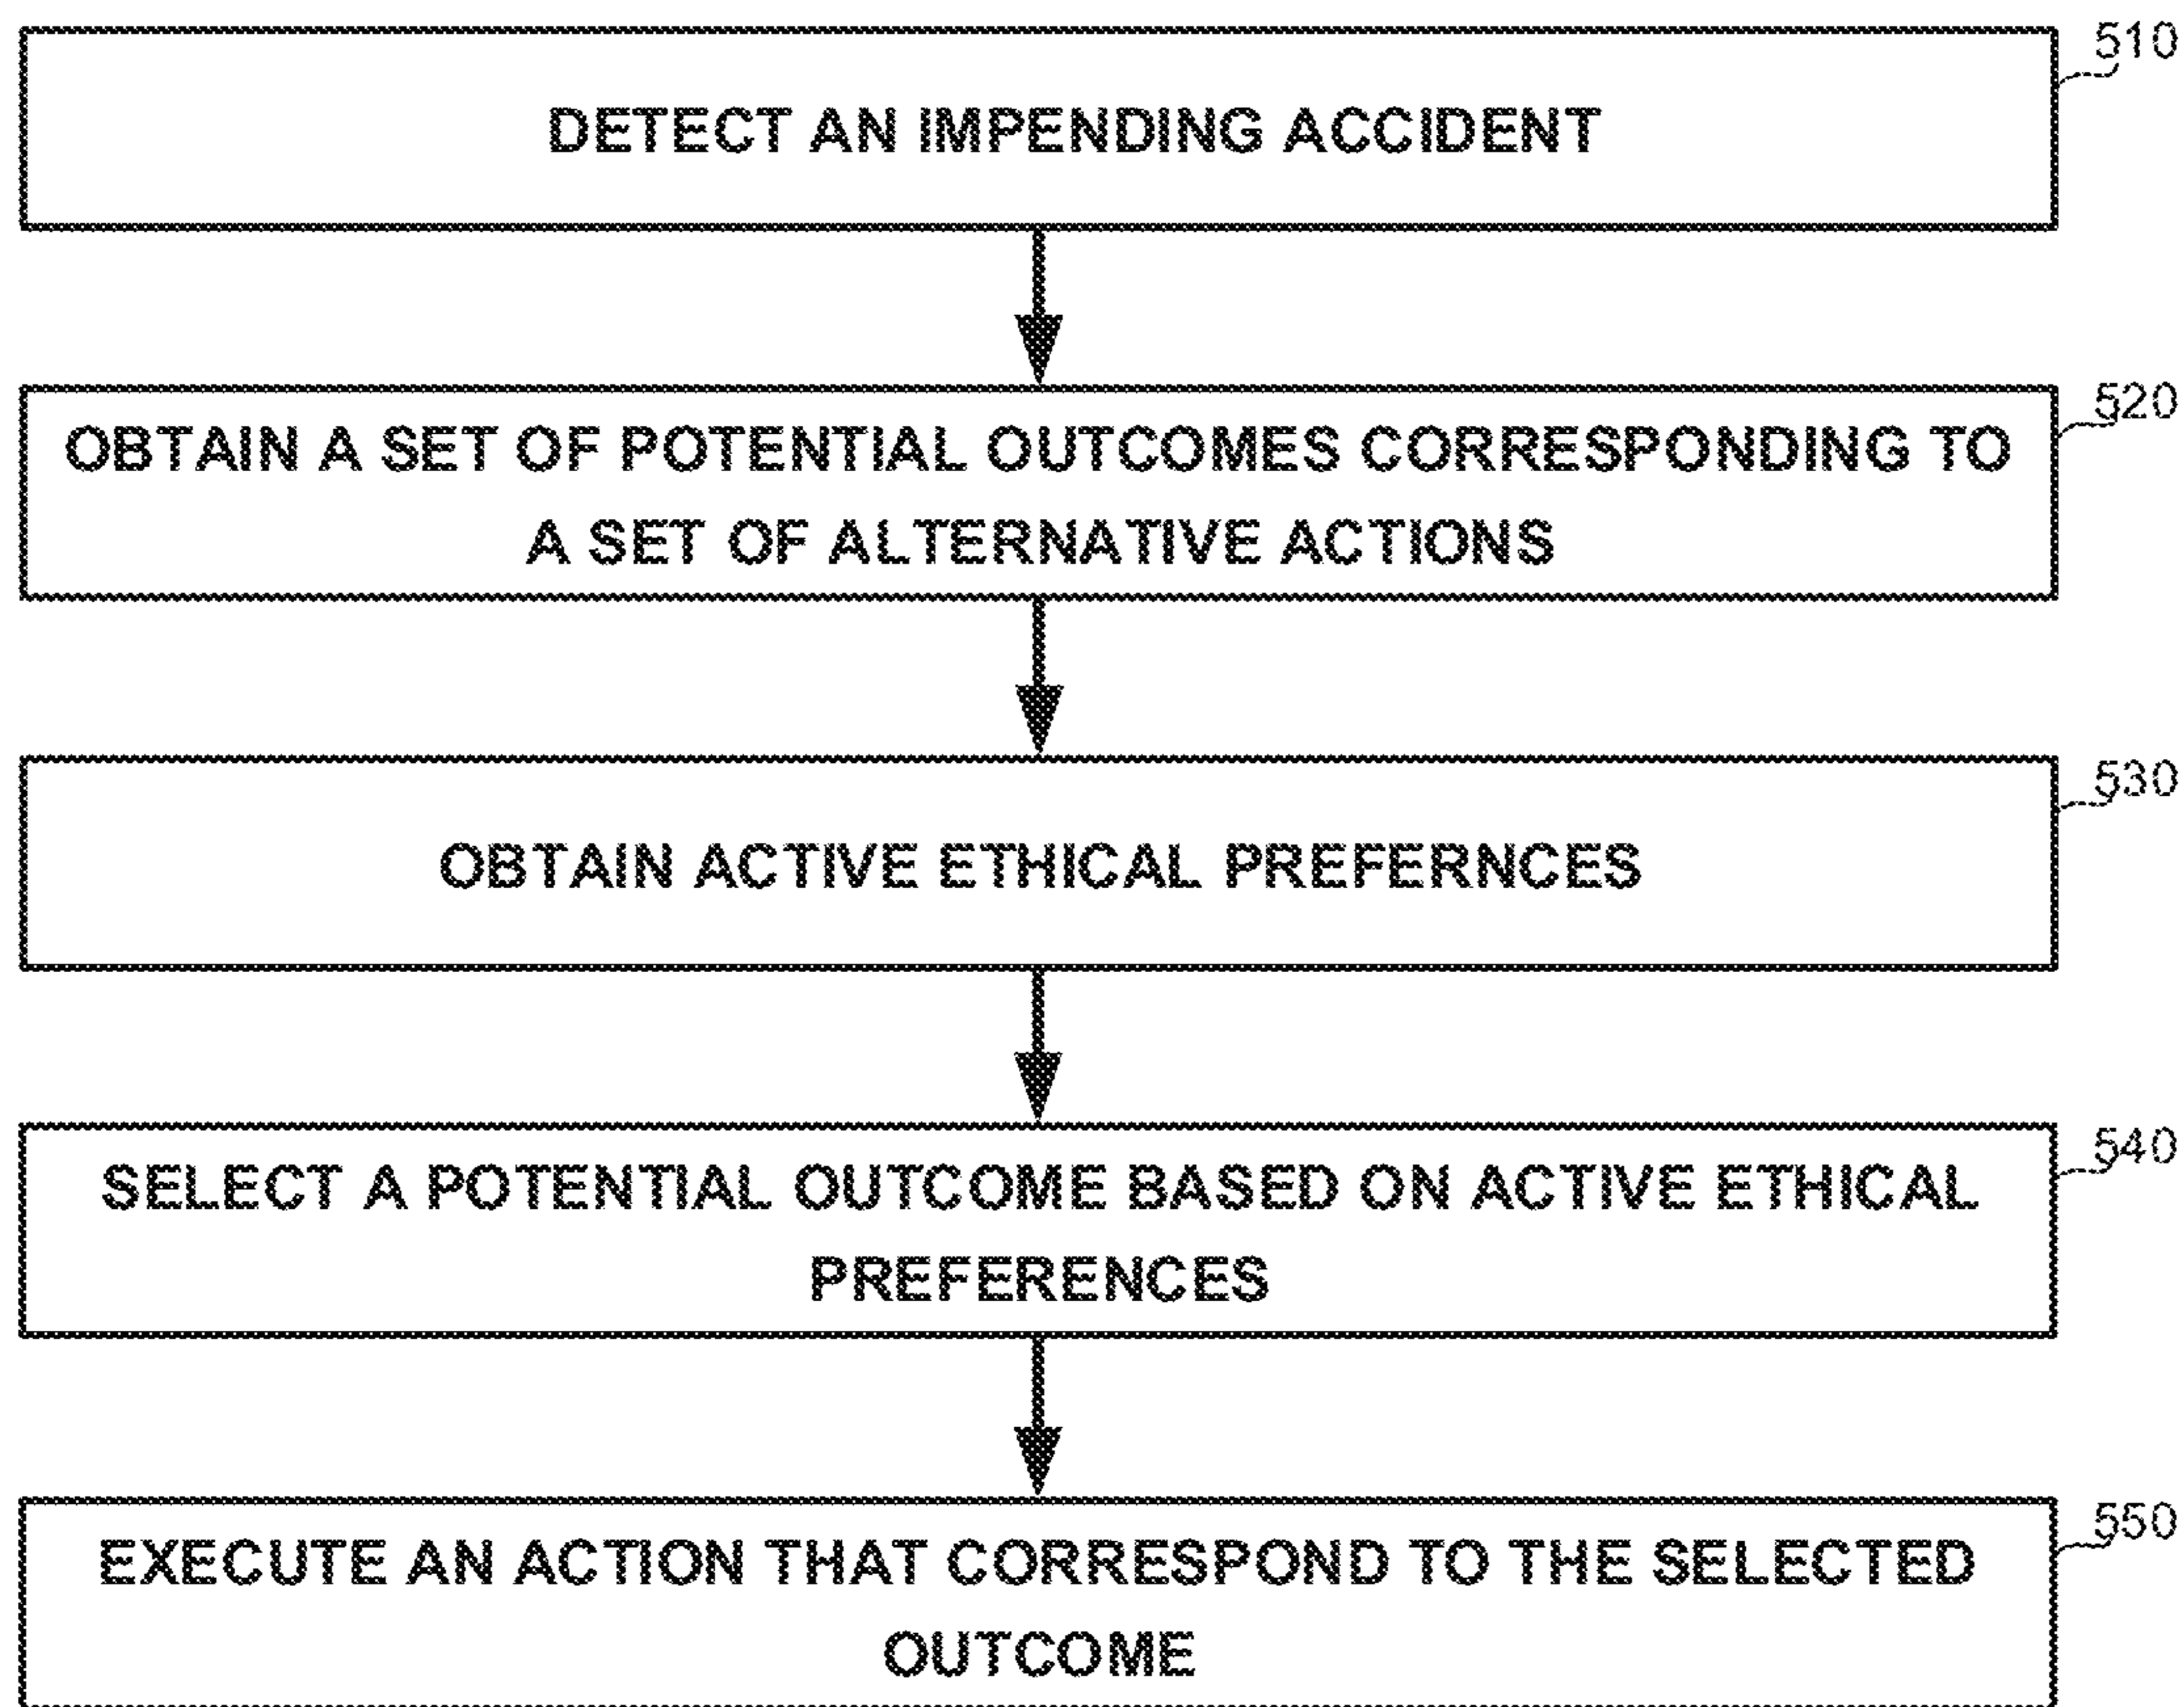 510
DETECT AN IMPENDING ACCIDENT
520
OBTAIN A SET OF POTENTIAL OUTCOMES CORRESPONDING TO
A SET OF ALTERNATIVE ACTIONS
530
OBTAIN ACTIVE ETHICAL PREFERNCES
540
SELECT A POTENTIAL OUTCOME BASED ON ACTIVE ETHICAL
PREFERENCES
550
EXECUTE AN ACTION THAT CORRESPOND TO THE SELECTED
OUTCOME